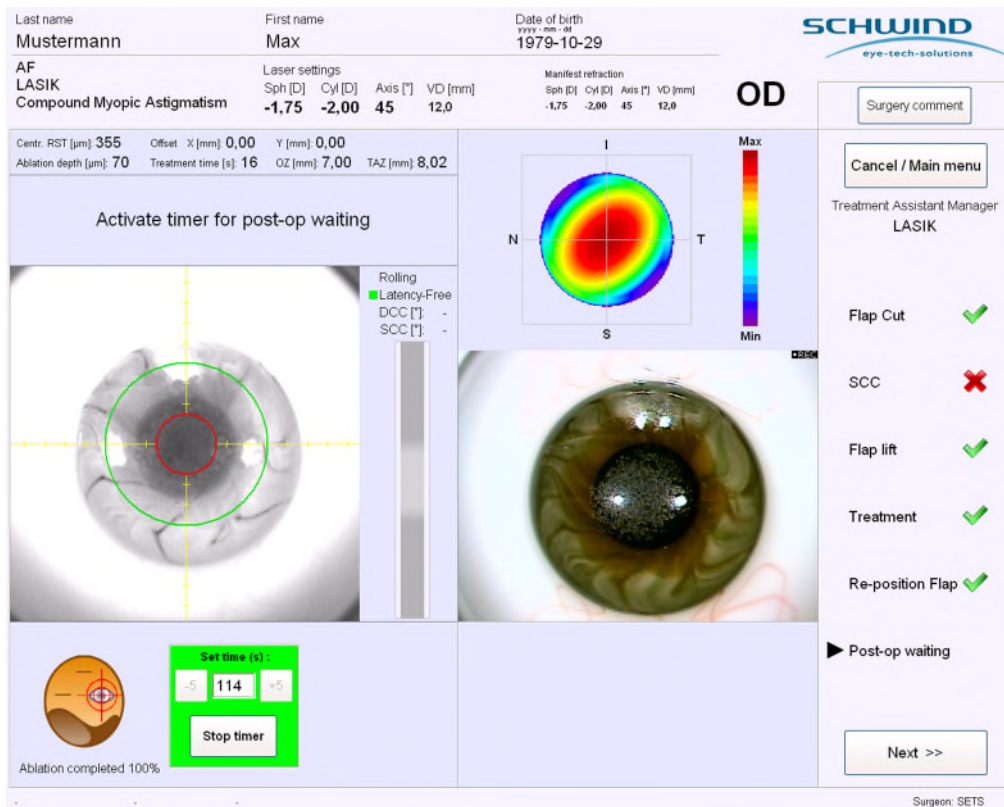 Last name First name Date of birth
yyyy - mm - dd
Mustermann Max 1979-10-29
SCHWIND
eye-tech-solutions
AF
LASIK
Compound Myopic Astigmatism
Laser settings
Sph [D] Cyl [D] Axis [°] VD [mm]
-1,75 -2,00 45 12,0
Manifest refraction
Sph [D] Cyl [D] Axis [°] VD [mm]
-1,75 -2,00 45 12,0
OD
Surgery comment
Centr. RST [µm]: 355 Offset X [mm]: 0,00 Y [mm]: 0,00
Ablation depth [µm]: 70 Treatment time [s]: 16 OZ [mm]: 7,00 TAZ [mm]: 8,02
Activate timer for post-op waiting
I
N T
S
Max
Min
Cancel / Main menu
Treatment Assistant Manager
LASIK
Rolling
Latency-Free
DCC [°]: -
SCC [°]: -
REC
Flap Cut
SCC
Flap lift
Treatment
Re-position Flap
Post-op waiting
Set time (s) :
-5 114 +5
Stop timer
Ablation completed 100%
Next >>
- - -
Surgeon: SETS